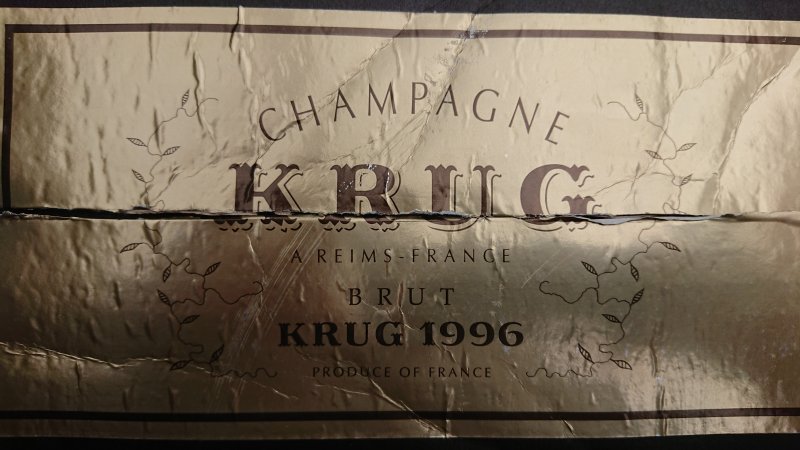 CHAMPAGNE
KRUG
A REIMS-FRANCE
BRUT
KRUG 1996
PRODUCE OF FRANCE